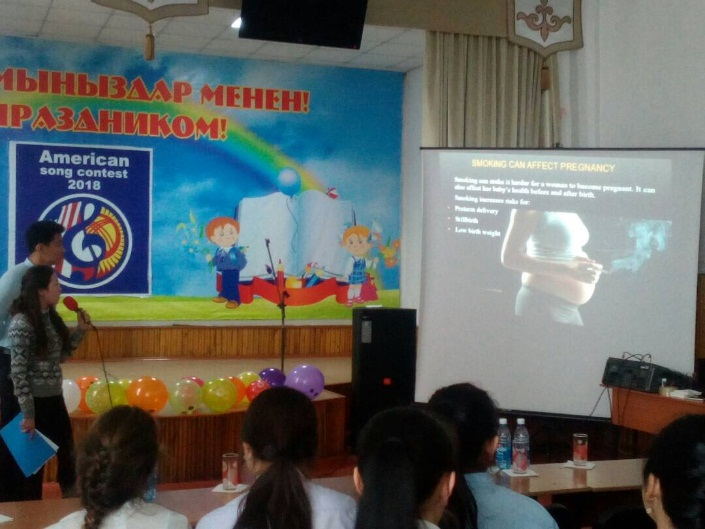 МЫҢЫЗДАР МЕНЕН!
ПРАЗДНИКОМ!
American
song contest
2018
SMOKING CAN AFFECT PREGNANCY
Smoking can make it harder for a woman to become pregnant. It can
also affect her baby's health before and after birth.
Smoking increases risks for:
• Preterm delivery
• Stillbirth
• Low birth weight